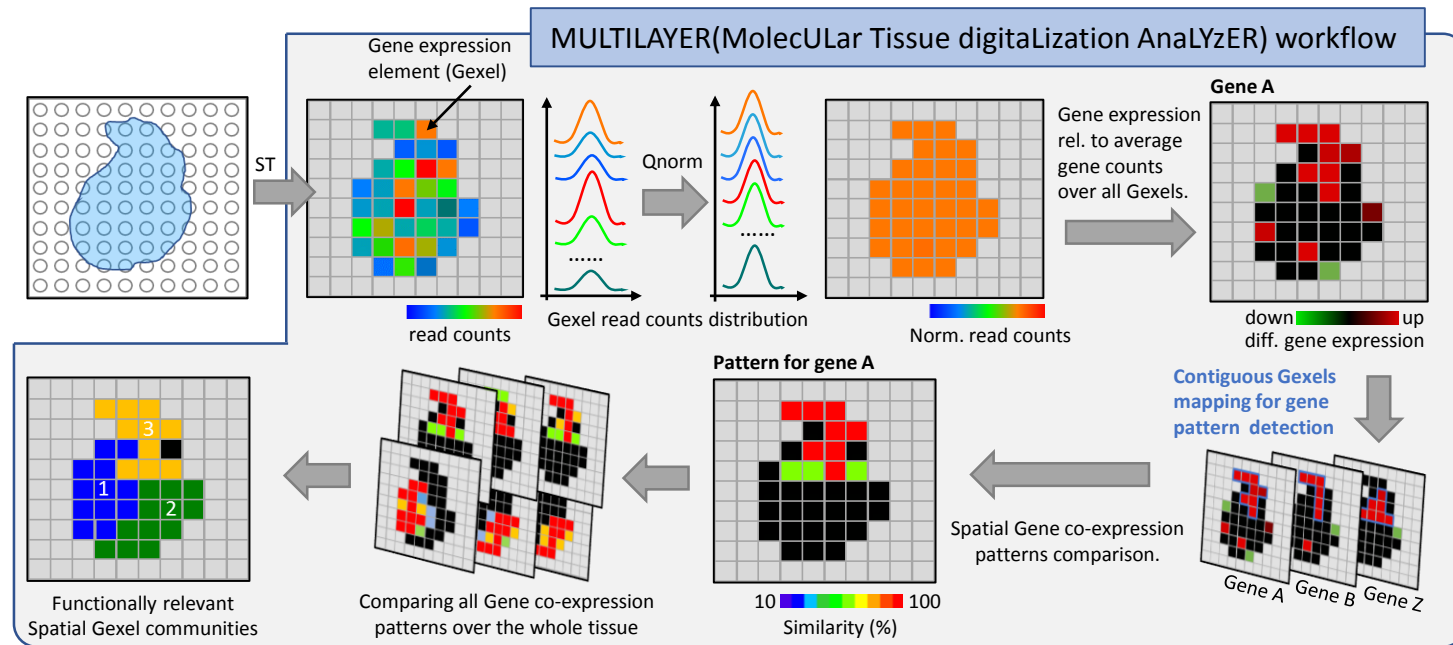 MULTILAYER(MolecULar Tissue digitaLization AnaLYzER) workflow
Gene expression
element (Gexel)
ST
read counts
Qnorm
......
......
Gexel read counts distribution
Norm. read counts
Gene expression
rel. to average
gene counts
over all Gexels.
Gene A
down
up
diff. gene expression
Contiguous Gexels
mapping for gene
pattern detection
Gene A
Gene B
Gene Z
Spatial Gene co-expression
patterns comparison.
Pattern for gene A
10
100
Similarity (%)
Comparing all Gene co-expression
patterns over the whole tissue
3
1
2
Functionally relevant
Spatial Gexel communities